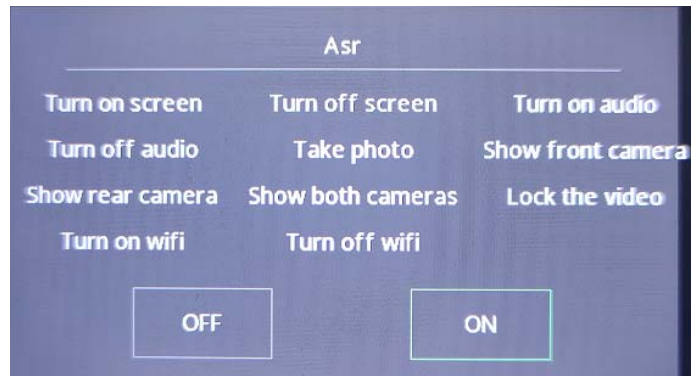 Asr
Turn on screen Turn off screen Turn on audio
Turn off audio Take photo Show front camera
Show rear camera Show both cameras Lock the video
Turn on wifi Turn off wifi
OFF ON